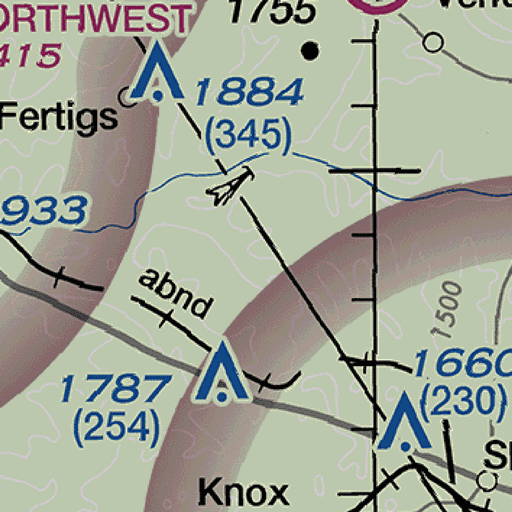 ORTHWEST
415
1755
Fertigs
1884
(345)
933
abnd
1500
1787
(254)
1660
(230)
Knox